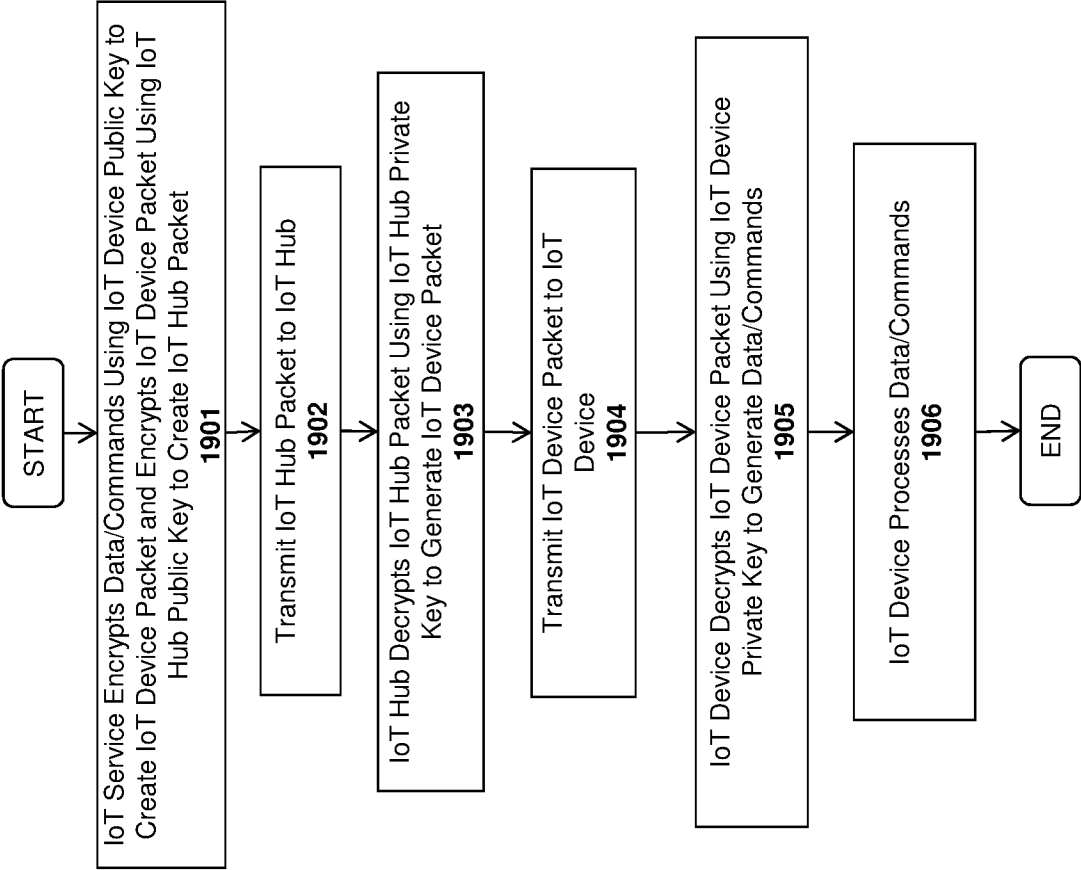 START
IoT Service Encrypts Data/Commands Using IoT Device Public Key to
Create IoT Device Packet and Encrypts IoT Device Packet Using IoT
Hub Public Key to Create IoT Hub Packet
1901
Transmit IoT Hub Packet to IoT Hub
1902
IoT Hub Decrypts IoT Hub Packet Using IoT Hub Private
Key to Generate IoT Device Packet
1903
Transmit IoT Device Packet to IoT
Device
1904
IoT Device Decrypts IoT Device Packet Using IoT Device
Private Key to Generate Data/Commands
1905
IoT Device Processes Data/Commands
1906
END